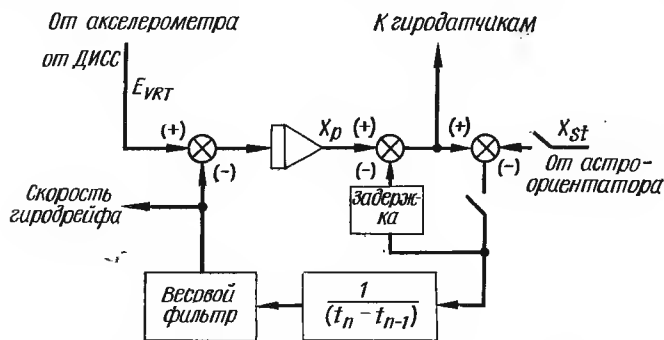 От акселерометра
от ДИСС
E_VRT
К гиродатчикам
(+)
(-)
X_p
(+)
(-)
(+)
(-)
X_st
От астро-
ориентатора
Скорость
гиродрейфа
Задерж-
ка
Весовой
фильтр
1
(t_n − t_{n−1})